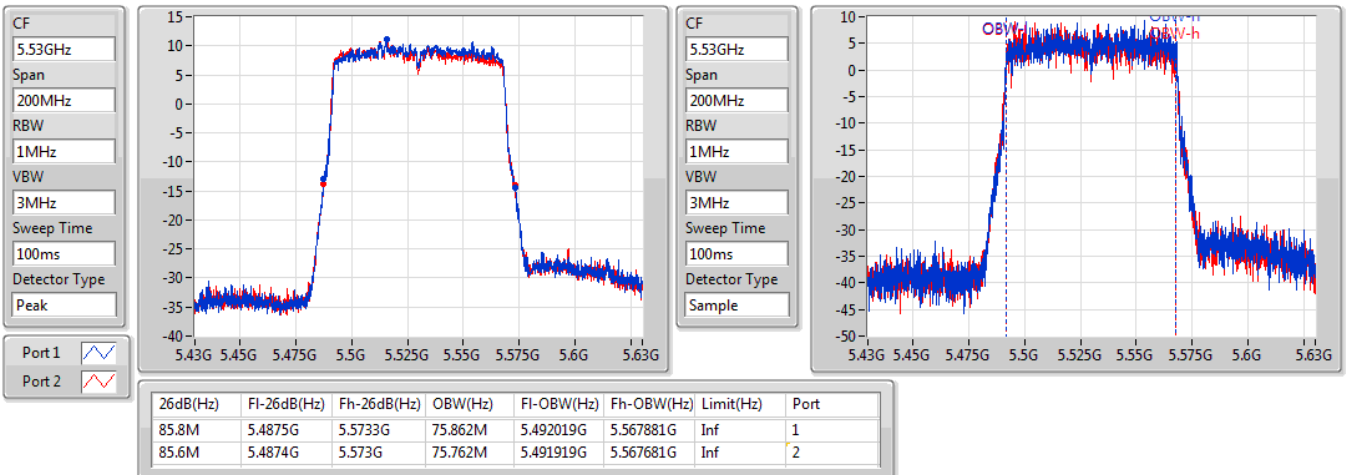 CF
5.53GHz
Span
200MHz
RBW
1MHz
VBW
3MHz
Sweep Time
100ms
Detector Type
Peak
Port 1
Port 2
15
10
5
0
-5
-10
-15
-20
-25
-30
-35
-40
5.43G 5.45G 5.475G 5.5G 5.525G 5.55G 5.575G 5.6G 5.63G
CF
5.53GHz
Span
200MHz
RBW
1MHz
VBW
3MHz
Sweep Time
100ms
Detector Type
Sample
10
5
0
-5
-10
-15
-20
-25
-30
-35
-40
-45
-50
OBW-h
OBW-h
5.43G 5.45G 5.475G 5.5G 5.525G 5.55G 5.575G 5.6G 5.63G
26dB(Hz) Fl-26dB(Hz) Fh-26dB(Hz) OBW(Hz) Fl-OBW(Hz) Fh-OBW(Hz) Limit(Hz) Port
85.8M 5.4875G 5.5733G 75.862M 5.492019G 5.567881G Inf 1
85.6M 5.4874G 5.573G 75.762M 5.491919G 5.567681G Inf 2